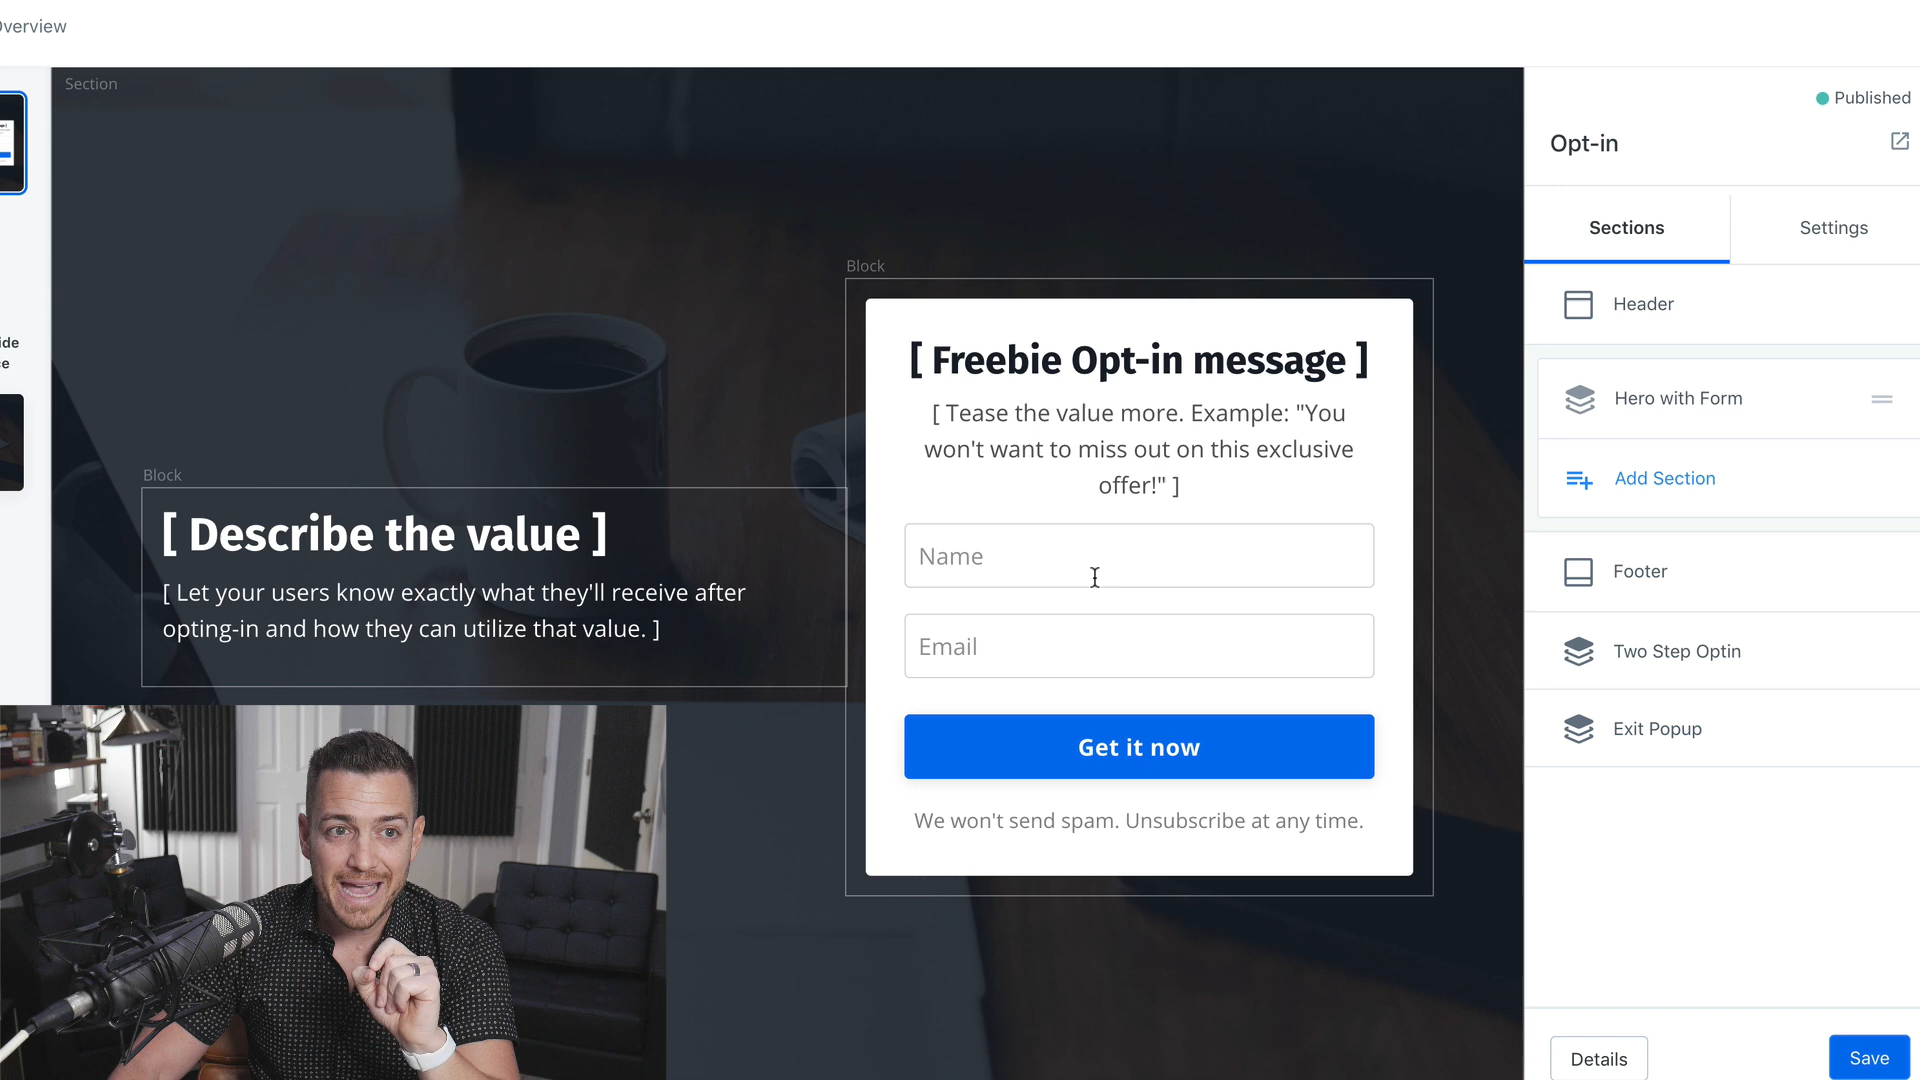 Overview
Section
Published
Opt-in
Sections
Settings
Header
Hero with Form
Add Section
Footer
Two Step Optin
Exit Popup
Details
Save
Block
[ Describe the value ]
[ Let your users know exactly what they'll receive after
opting-in and how they can utilize that value. ]
Block
[ Freebie Opt-in message ]
[ Tease the value more. Example: "You
won't want to miss out on this exclusive
offer!" ]
Name
Email
Get it now
We won't send spam. Unsubscribe at any time.